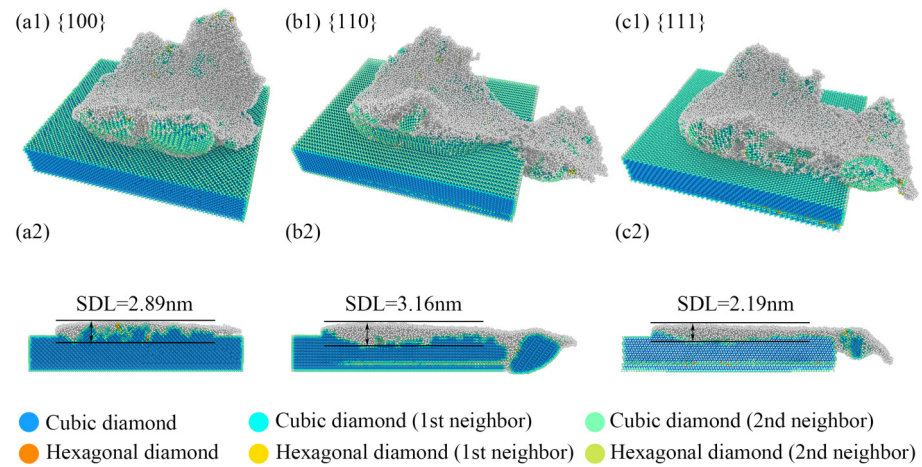 (a1) {100}
(b1) {110}
(c1) {111}
(a2)
(b2)
(c2)
SDL=2.89nm
SDL=3.16nm
SDL=2.19nm
Cubic diamond
Cubic diamond (1st neighbor)
Cubic diamond (2nd neighbor)
Hexagonal diamond
Hexagonal diamond (1st neighbor)
Hexagonal diamond (2nd neighbor)